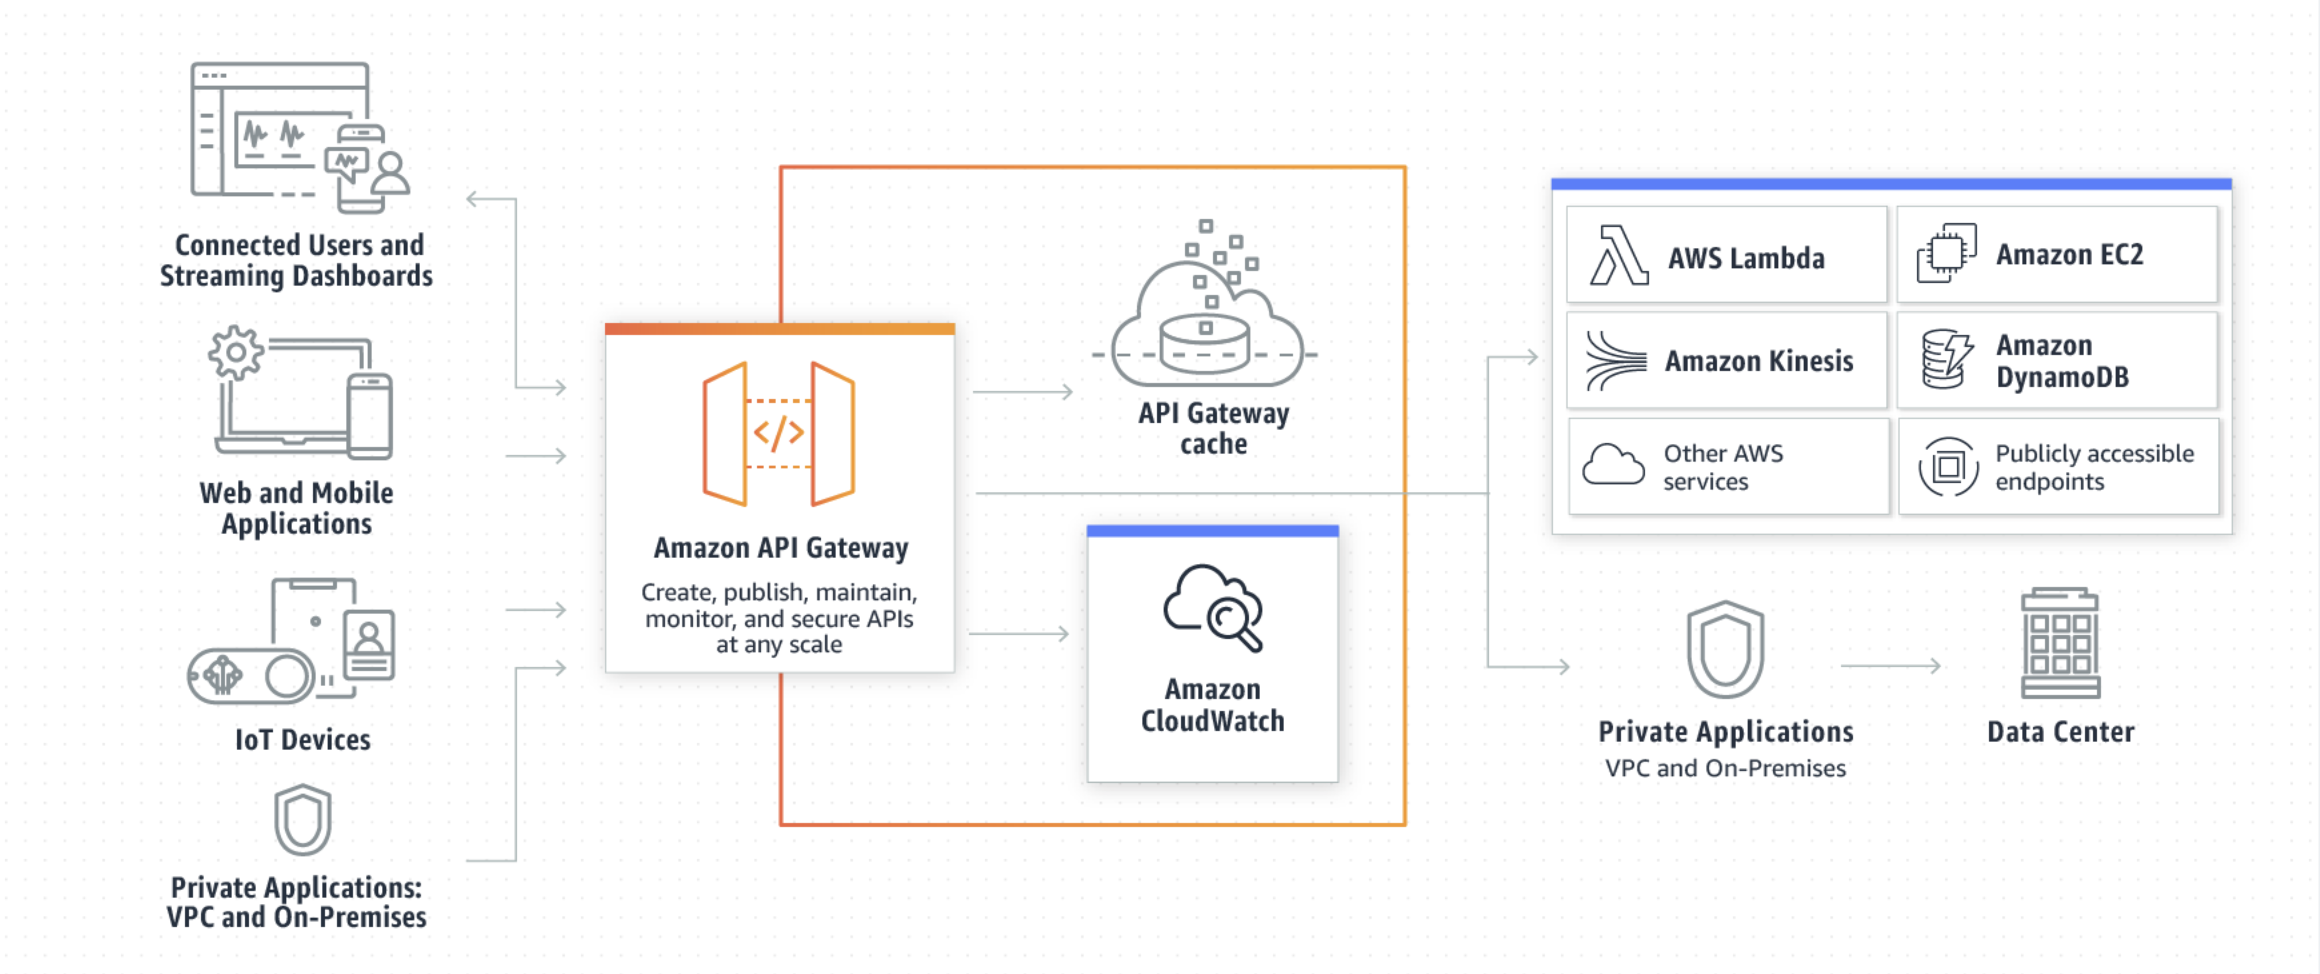 Connected Users and
Streaming Dashboards
Web and Mobile
Applications
IoT Devices
Private Applications:
VPC and On-Premises
</>
Amazon API Gateway
Create, publish, maintain,
monitor, and secure APIs
at any scale
API Gateway
cache
Amazon
CloudWatch
AWS Lambda
Amazon EC2
Amazon Kinesis
Amazon
DynamoDB
Other AWS
services
Publicly accessible
endpoints
Private Applications
VPC and On-Premises
Data Center